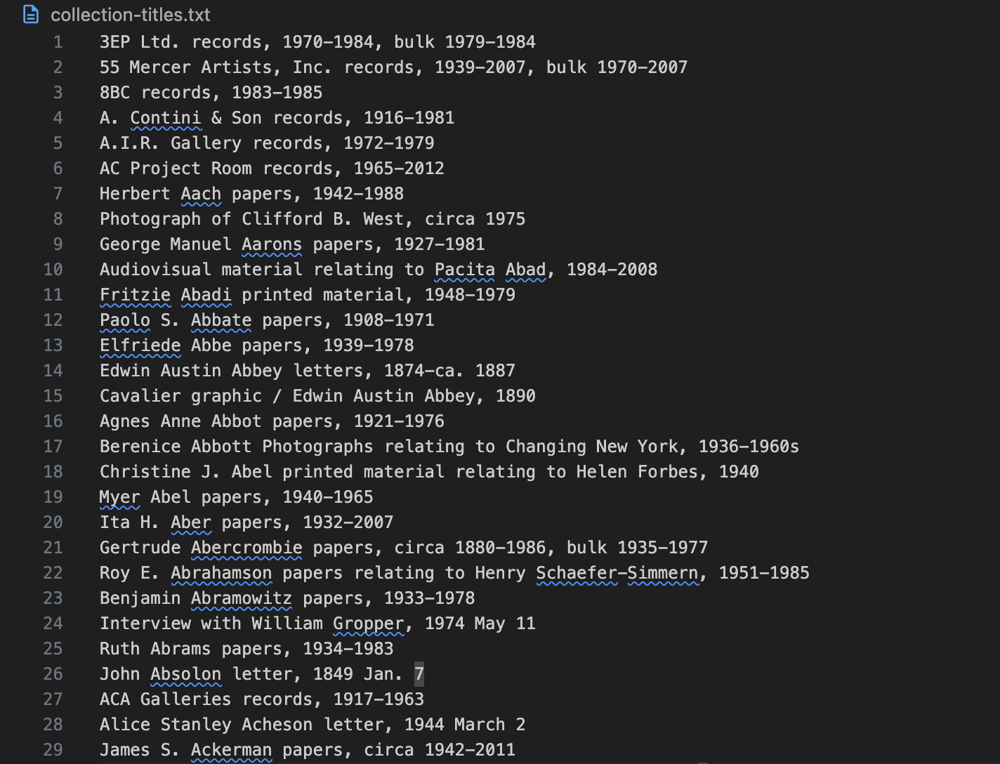 collection-titles.txt
1 3EP Ltd. records, 1970-1984, bulk 1979-1984
2 55 Mercer Artists, Inc. records, 1939-2007, bulk 1970-2007
3 8BC records, 1983-1985
4 A. Contini & Son records, 1916-1981
5 A.I.R. Gallery records, 1972-1979
6 AC Project Room records, 1965-2012
7 Herbert Aach papers, 1942-1988
8 Photograph of Clifford B. West, circa 1975
9 George Manuel Aarons papers, 1927-1981
10 Audiovisual material relating to Pacita Abad, 1984-2008
11 Fritzie Abadi printed material, 1948-1979
12 Paolo S. Abbate papers, 1908-1971
13 Elfriede Abbe papers, 1939-1978
14 Edwin Austin Abbey letters, 1874-ca. 1887
15 Cavalier graphic / Edwin Austin Abbey, 1890
16 Agnes Anne Abbot papers, 1921-1976
17 Berenice Abbott Photographs relating to Changing New York, 1936-1960s
18 Christine J. Abel printed material relating to Helen Forbes, 1940
19 Myer Abel papers, 1940-1965
20 Ita H. Aber papers, 1932-2007
21 Gertrude Abercrombie papers, circa 1880-1986, bulk 1935-1977
22 Roy E. Abrahamson papers relating to Henry Schaefer-Simmern, 1951-1985
23 Benjamin Abramowitz papers, 1933-1978
24 Interview with William Gropper, 1974 May 11
25 Ruth Abrams papers, 1934-1983
26 John Absolon letter, 1849 Jan. 7
27 ACA Galleries records, 1917-1963
28 Alice Stanley Acheson letter, 1944 March 2
29 James S. Ackerman papers, circa 1942-2011